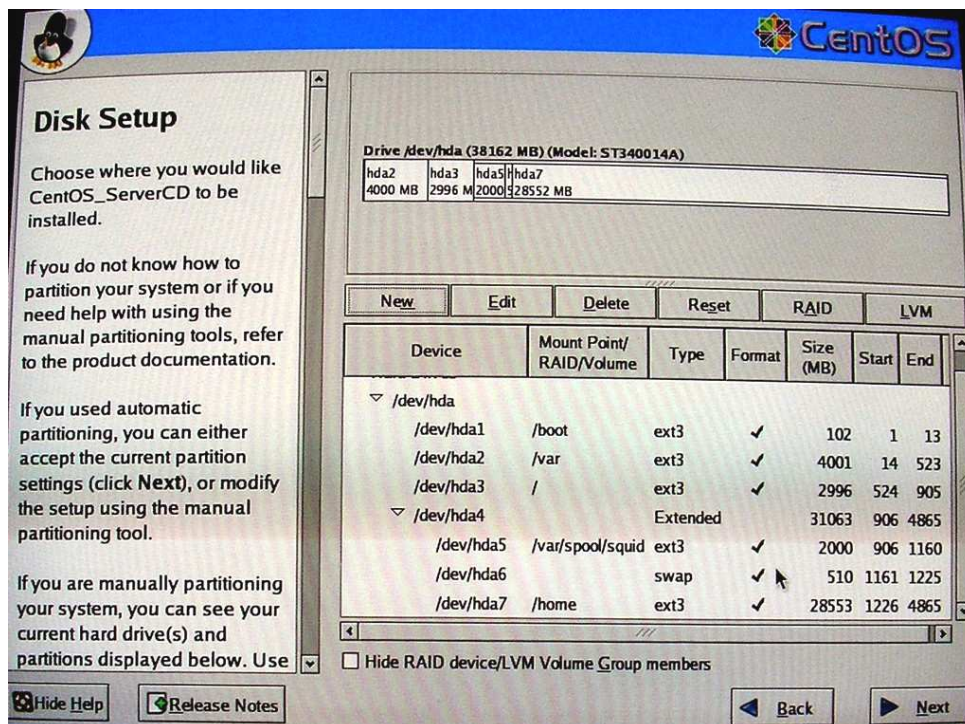 CentOS
Disk Setup
Choose where you would like
CentOS_ServerCD to be
installed.
If you do not know how to
partition your system or if you
need help with using the
manual partitioning tools, refer
to the product documentation.
If you used automatic
partitioning, you can either
accept the current partition
settings (click Next), or modify
the setup using the manual
partitioning tool.
If you are manually partitioning
your system, you can see your
current hard drive(s) and
partitions displayed below. Use
Drive /dev/hda (38162 MB) (Model: ST340014A)
hda2 hda3 hda5 hda7
4000 MB 2996 M 2000 28552 MB
New Edit Delete Reset RAID LVM
Device Mount Point/ RAID/Volume Type Format Size (MB) Start End
/dev/hda
/dev/hda1 /boot ext3 ✓ 102 1 13
/dev/hda2 /var ext3 ✓ 4001 14 523
/dev/hda3 / ext3 ✓ 2996 524 905
/dev/hda4 Extended 31063 906 4865
/dev/hda5 /var/spool/squid ext3 ✓ 2000 906 1160
/dev/hda6 swap ✓ 510 1161 1225
/dev/hda7 /home ext3 ✓ 28553 1226 4865
Hide RAID device/LVM Volume Group members
Hide Help Release Notes Back Next